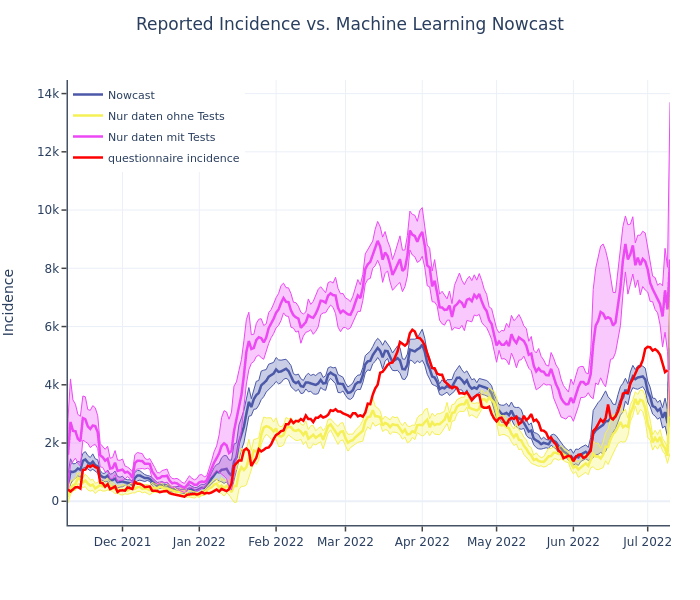 Reported Incidence vs. Machine Learning Nowcast
Nowcast
Nur daten ohne Tests
Nur daten mit Tests
questionnaire incidence
Incidence
14k
12k
10k
8k
6k
4k
2k
0
Dec 2021
Jan 2022
Feb 2022
Mar 2022
Apr 2022
May 2022
Jun 2022
Jul 2022